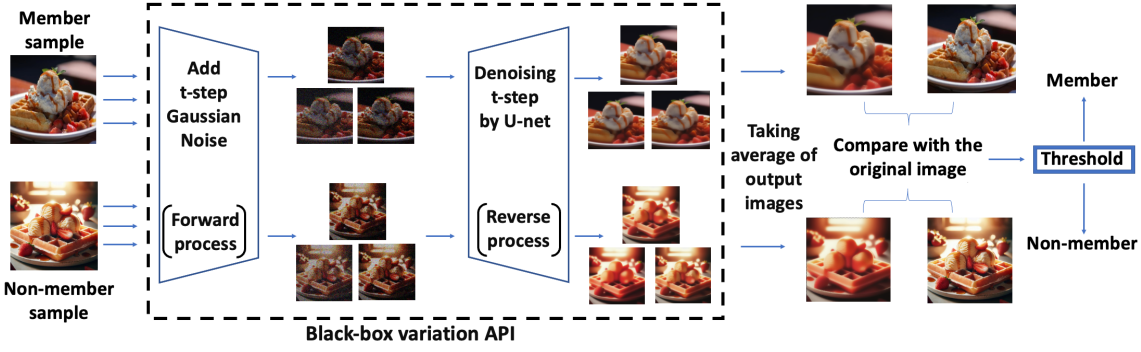 Member
sample
Add
t-step
Gaussian
Noise
(Forward
process)
Denoising
t-step
by U-net
(Reverse
process)
Non-member
sample
Black-box variation API
Taking
average of
output
images
Compare with the
original image
Member
Threshold
Non-member